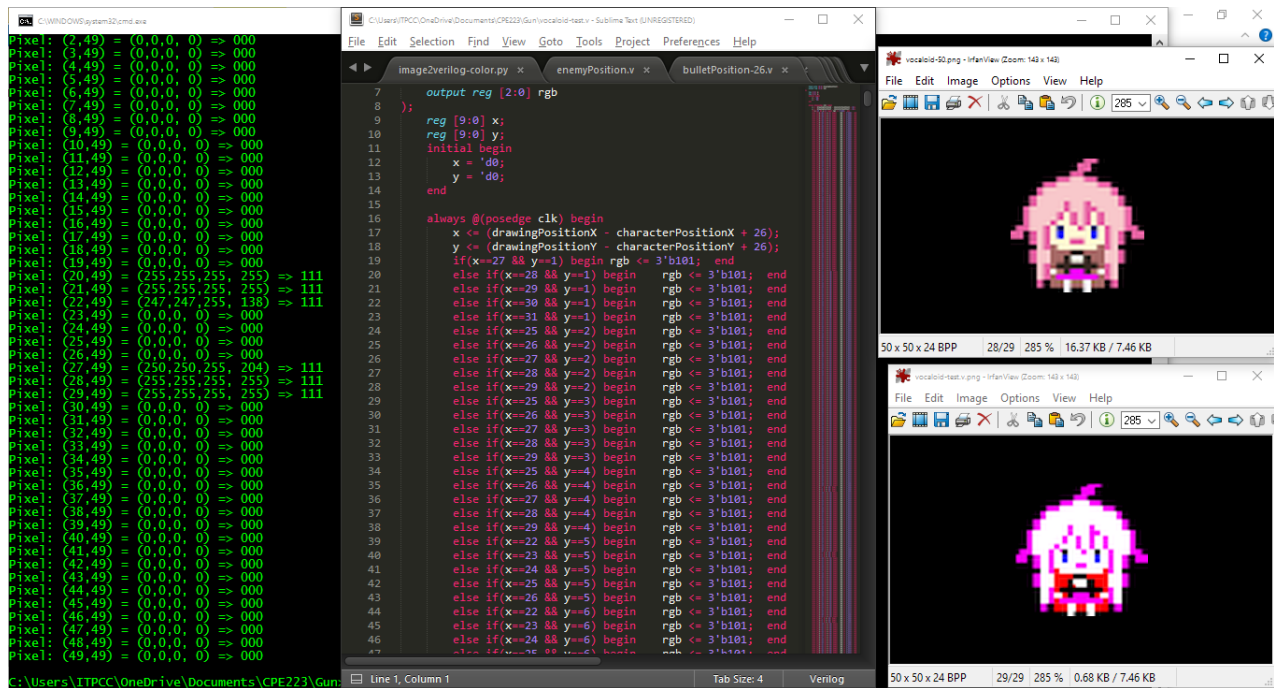 C:\WINDOWS\system32\cmd.exe
Pixel: (2,49) = (0,0,0, 0) => 000
Pixel: (3,49) = (0,0,0, 0) => 000
Pixel: (4,49) = (0,0,0, 0) => 000
Pixel: (5,49) = (0,0,0, 0) => 000
Pixel: (6,49) = (0,0,0, 0) => 000
Pixel: (7,49) = (0,0,0, 0) => 000
Pixel: (8,49) = (0,0,0, 0) => 000
Pixel: (9,49) = (0,0,0, 0) => 000
Pixel: (10,49) = (0,0,0, 0) => 000
Pixel: (11,49) = (0,0,0, 0) => 000
Pixel: (12,49) = (0,0,0, 0) => 000
Pixel: (13,49) = (0,0,0, 0) => 000
Pixel: (14,49) = (0,0,0, 0) => 000
Pixel: (15,49) = (0,0,0, 0) => 000
Pixel: (16,49) = (0,0,0, 0) => 000
Pixel: (17,49) = (0,0,0, 0) => 000
Pixel: (18,49) = (0,0,0, 0) => 000
Pixel: (19,49) = (0,0,0, 0) => 000
Pixel: (20,49) = (255,255,255, 255) => 111
Pixel: (21,49) = (255,255,255, 255) => 111
Pixel: (22,49) = (247,247,255, 138) => 111
Pixel: (23,49) = (0,0,0, 0) => 000
Pixel: (24,49) = (0,0,0, 0) => 000
Pixel: (25,49) = (0,0,0, 0) => 000
Pixel: (26,49) = (0,0,0, 0) => 000
Pixel: (27,49) = (250,250,255, 204) => 111
Pixel: (28,49) = (255,255,255, 255) => 111
Pixel: (29,49) = (255,255,255, 255) => 111
Pixel: (30,49) = (0,0,0, 0) => 000
Pixel: (31,49) = (0,0,0, 0) => 000
Pixel: (32,49) = (0,0,0, 0) => 000
Pixel: (33,49) = (0,0,0, 0) => 000
Pixel: (34,49) = (0,0,0, 0) => 000
Pixel: (35,49) = (0,0,0, 0) => 000
Pixel: (36,49) = (0,0,0, 0) => 000
Pixel: (37,49) = (0,0,0, 0) => 000
Pixel: (38,49) = (0,0,0, 0) => 000
Pixel: (39,49) = (0,0,0, 0) => 000
Pixel: (40,49) = (0,0,0, 0) => 000
Pixel: (41,49) = (0,0,0, 0) => 000
Pixel: (42,49) = (0,0,0, 0) => 000
Pixel: (43,49) = (0,0,0, 0) => 000
Pixel: (44,49) = (0,0,0, 0) => 000
Pixel: (45,49) = (0,0,0, 0) => 000
Pixel: (46,49) = (0,0,0, 0) => 000
Pixel: (47,49) = (0,0,0, 0) => 000
Pixel: (48,49) = (0,0,0, 0) => 000
Pixel: (49,49) = (0,0,0, 0) => 000
C:\Users\ITPCC\OneDrive\Documents\CPE223\Gun
C:\Users\ITPCC\OneDrive\Documents\CPE223\Gun\vocaloid-test.v - Sublime Text (UNREGISTERED)
File Edit Selection Find View Goto Tools Project Preferences Help
image2verilog-color.py × enemyPosition.v × bulletPosition-26.v ×
7 output reg [2:0] rgb
8 );
9 reg [9:0] x;
10 reg [9:0] y;
11 initial begin
12 x = 'd0;
13 y = 'd0;
14 end
15
16 always @(posedge clk) begin
17 x <= (drawingPositionX - characterPositionX + 26);
18 y <= (drawingPositionY - characterPositionY + 26);
19 if(x==27 && y==1) begin rgb <= 3'b101; end
20 else if(x==28 && y==1) begin rgb <= 3'b101; end
21 else if(x==29 && y==1) begin rgb <= 3'b101; end
22 else if(x==30 && y==1) begin rgb <= 3'b101; end
23 else if(x==31 && y==1) begin rgb <= 3'b101; end
24 else if(x==25 && y==2) begin rgb <= 3'b101; end
25 else if(x==26 && y==2) begin rgb <= 3'b101; end
26 else if(x==27 && y==2) begin rgb <= 3'b101; end
27 else if(x==28 && y==2) begin rgb <= 3'b101; end
28 else if(x==29 && y==2) begin rgb <= 3'b101; end
29 else if(x==25 && y==3) begin rgb <= 3'b101; end
30 else if(x==26 && y==3) begin rgb <= 3'b101; end
31 else if(x==27 && y==3) begin rgb <= 3'b101; end
32 else if(x==28 && y==3) begin rgb <= 3'b101; end
33 else if(x==29 && y==3) begin rgb <= 3'b101; end
34 else if(x==25 && y==4) begin rgb <= 3'b101; end
35 else if(x==26 && y==4) begin rgb <= 3'b101; end
36 else if(x==27 && y==4) begin rgb <= 3'b101; end
37 else if(x==28 && y==4) begin rgb <= 3'b101; end
38 else if(x==29 && y==4) begin rgb <= 3'b101; end
39 else if(x==22 && y==5) begin rgb <= 3'b101; end
40 else if(x==23 && y==5) begin rgb <= 3'b101; end
41 else if(x==24 && y==5) begin rgb <= 3'b101; end
42 else if(x==25 && y==5) begin rgb <= 3'b101; end
43 else if(x==26 && y==5) begin rgb <= 3'b101; end
44 else if(x==22 && y==6) begin rgb <= 3'b101; end
45 else if(x==23 && y==6) begin rgb <= 3'b101; end
46 else if(x==24 && y==6) begin rgb <= 3'b101; end
Line 1, Column 1 Tab Size: 4 Verilog
vocaloid-50.png - IrfanView (Zoom: 143 x 143)
File Edit Image Options View Help
285
50 x 50 x 24 BPP 28/29 285 % 16.37 KB / 7.46 KB
vocaloid-test.v.png - IrfanView (Zoom: 143 x 143)
File Edit Image Options View Help
285
50 x 50 x 24 BPP 29/29 285 % 0.68 KB / 7.46 KB